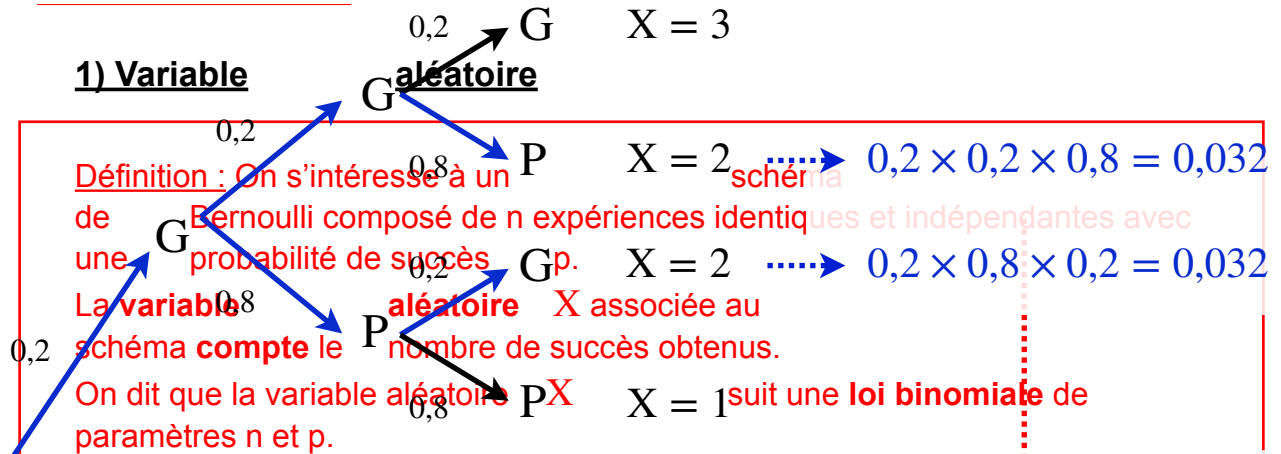 0,2 G X = 3
1) Variable aléatoire
G
0,2
0,8 P X = 2 0,2 × 0,2 × 0,8 = 0,032
Définition : On s’intéresse à un schéma
de Bernoulli composé de n expériences identiques et indépendantes avec
G
une probabilité de succès p.
0,2 G X = 2 0,2 × 0,8 × 0,2 = 0,032
La variable aléatoire X associée au
0,8
schéma compte le nombre de succès obtenus.
0,2 P
On dit que la variable aléatoire X suit une loi binomiale de
0,8 P X = 1
paramètres n et p.